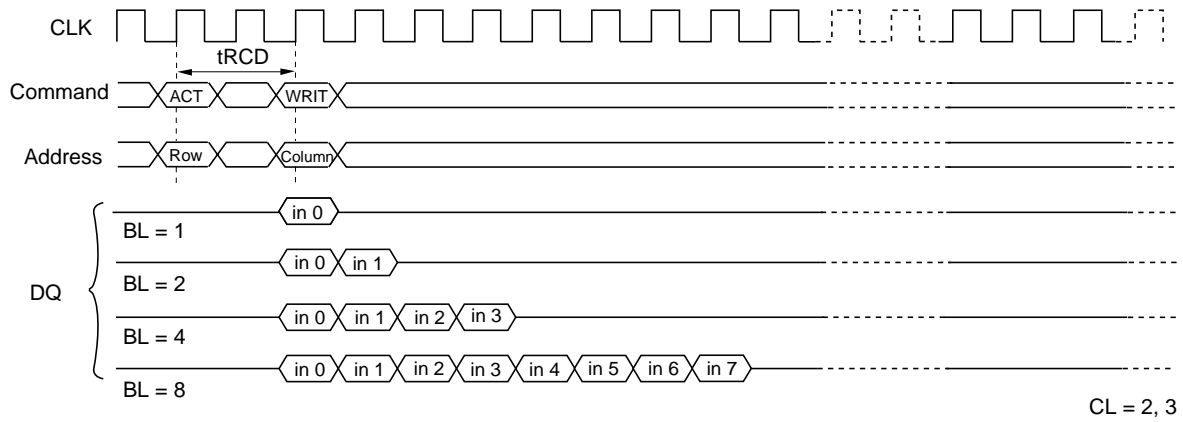 CLK
tRCD
Command ACT WRIT
Address Row Column
DQ
in 0
BL = 1
in 0 in 1
BL = 2
in 0 in 1 in 2 in 3
BL = 4
in 0 in 1 in 2 in 3 in 4 in 5 in 6 in 7
BL = 8
CL = 2, 3